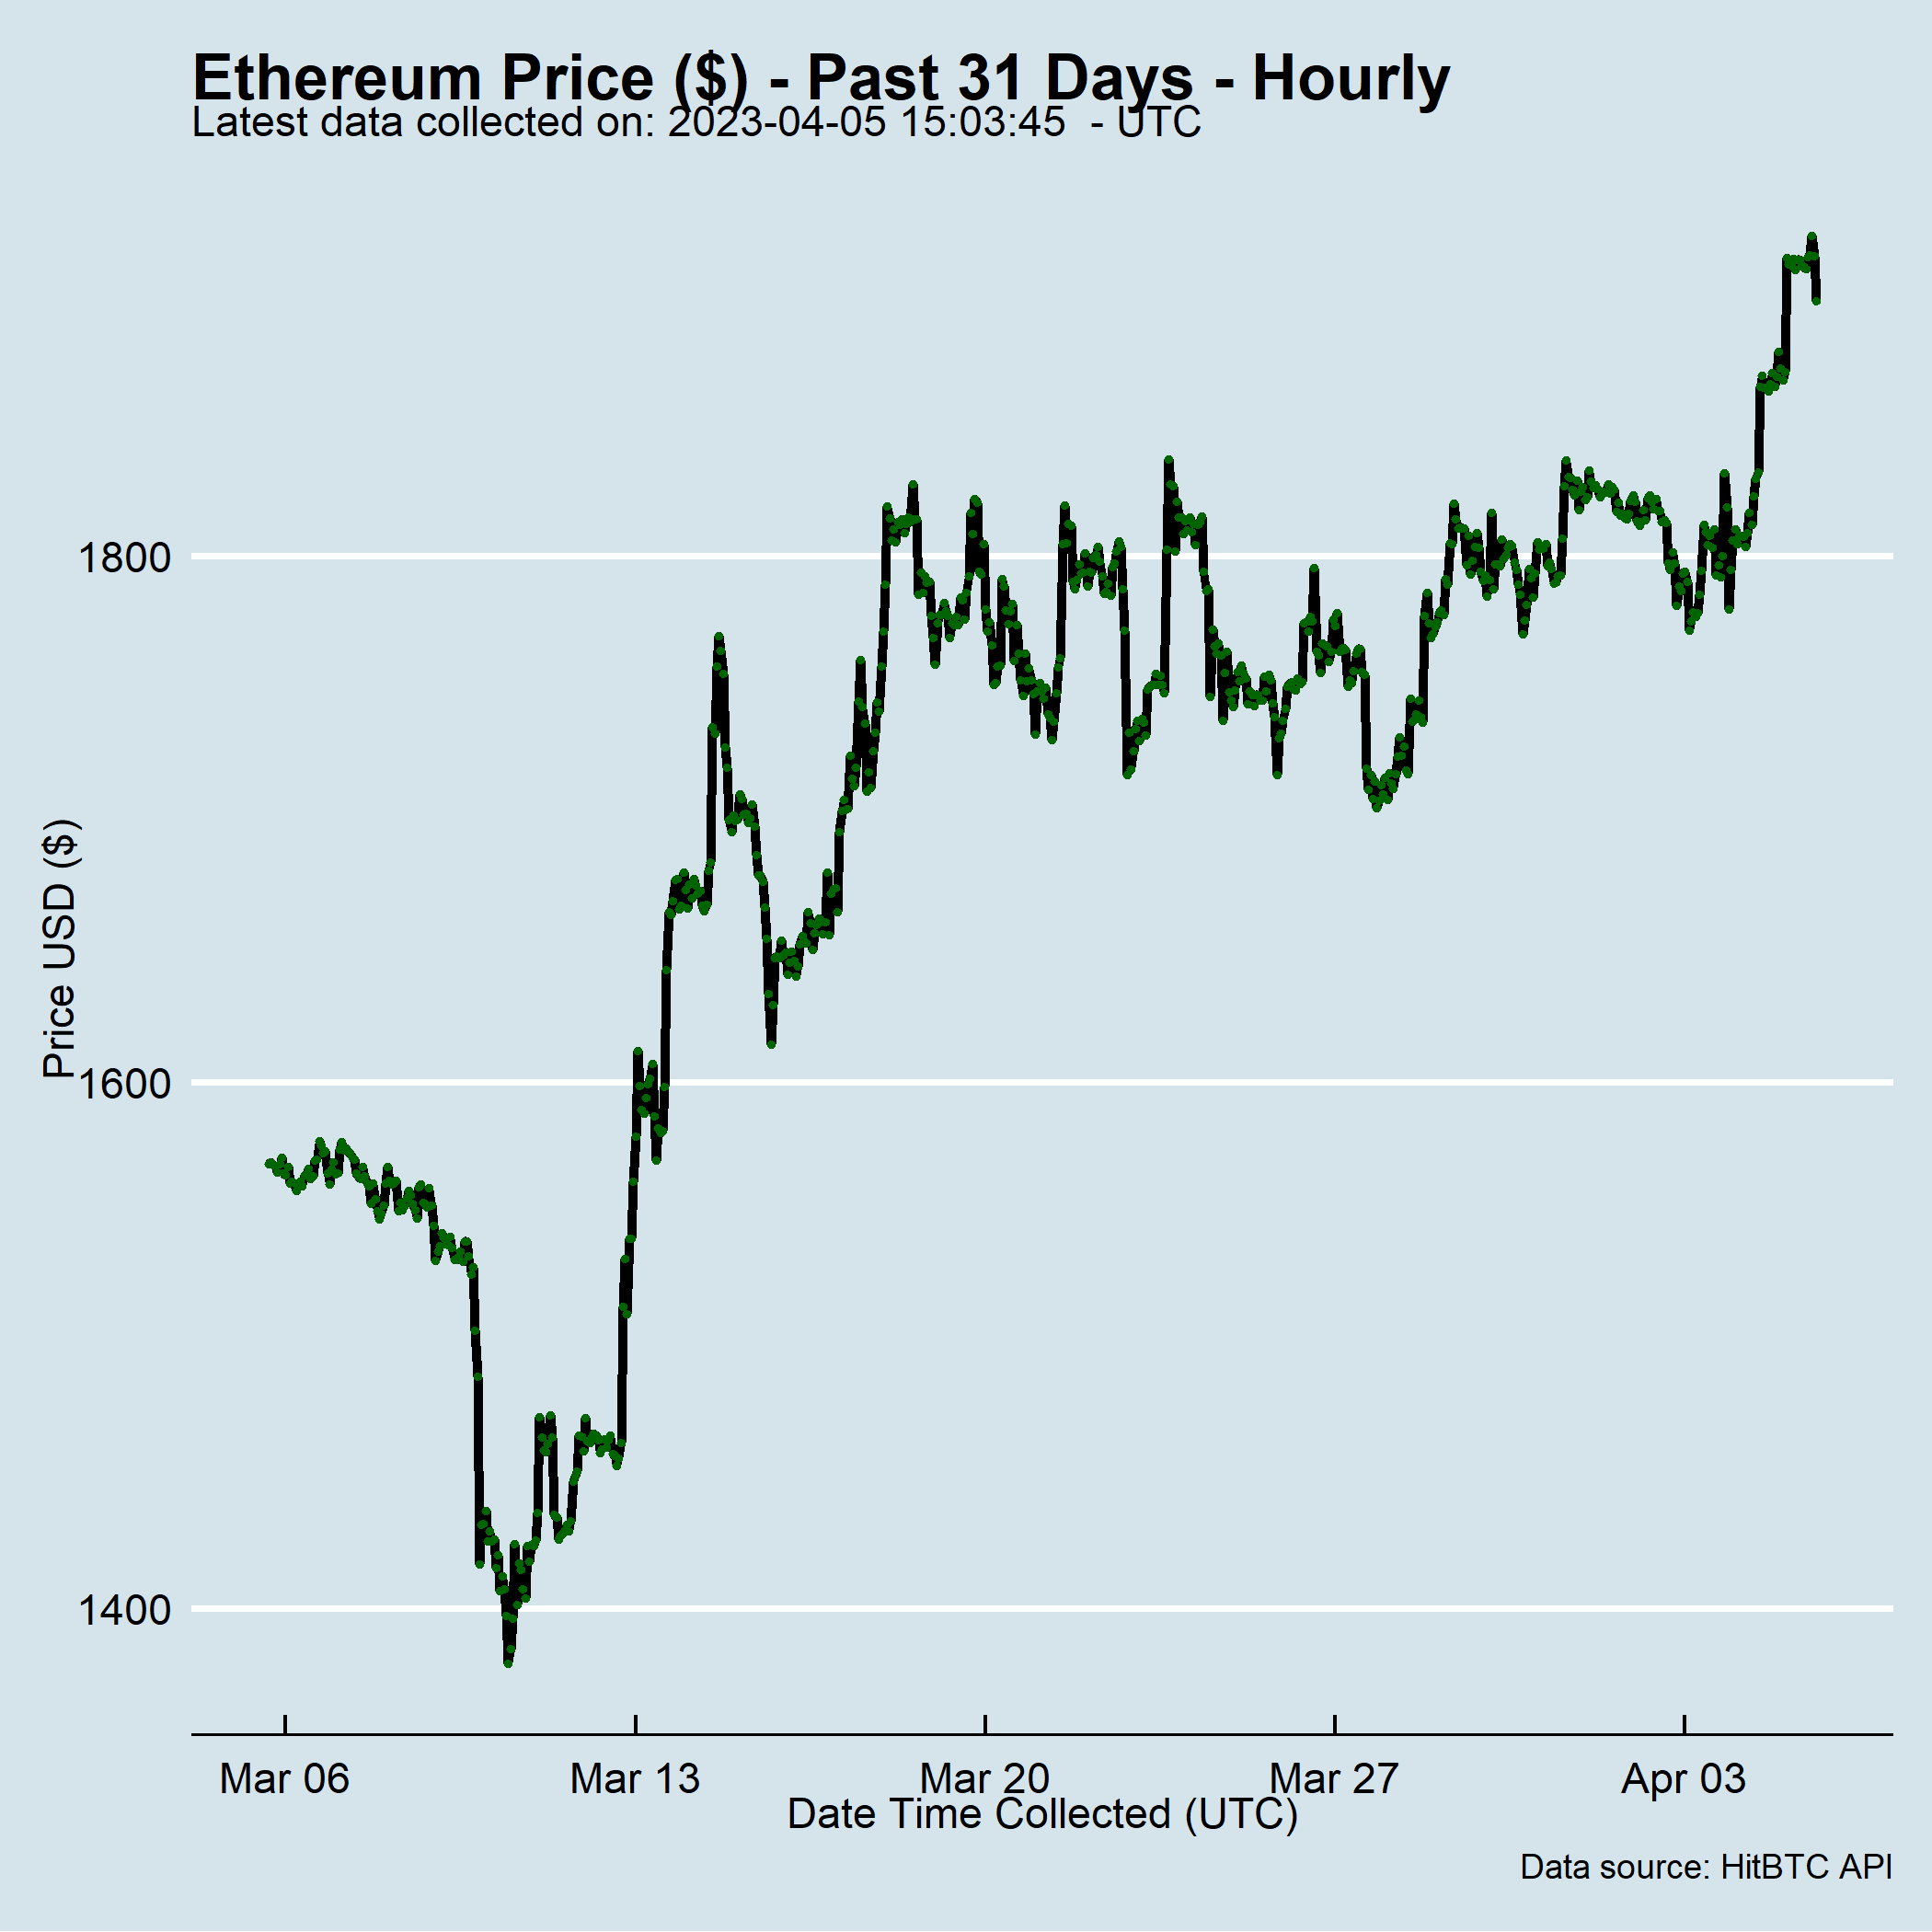 Ethereum Price ($) - Past 31 Days - Hourly
Latest data collected on: 2023-04-05 15:03:45  - UTC
Price USD ($)
1800
1600
1400
Mar 06
Mar 13
Mar 20
Mar 27
Apr 03
Date Time Collected (UTC)
Data source: HitBTC API